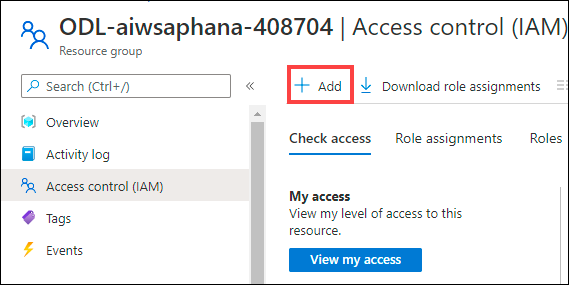 ODL-aiwsaphana-408704 | Access control (IAM)
Resource group
Search (Ctrl+/)
«
Add
Download role assignments
Overview
Activity log
Access control (IAM)
Tags
Events
Check access
Role assignments
Roles
My access
View my level of access to this
resource.
View my access